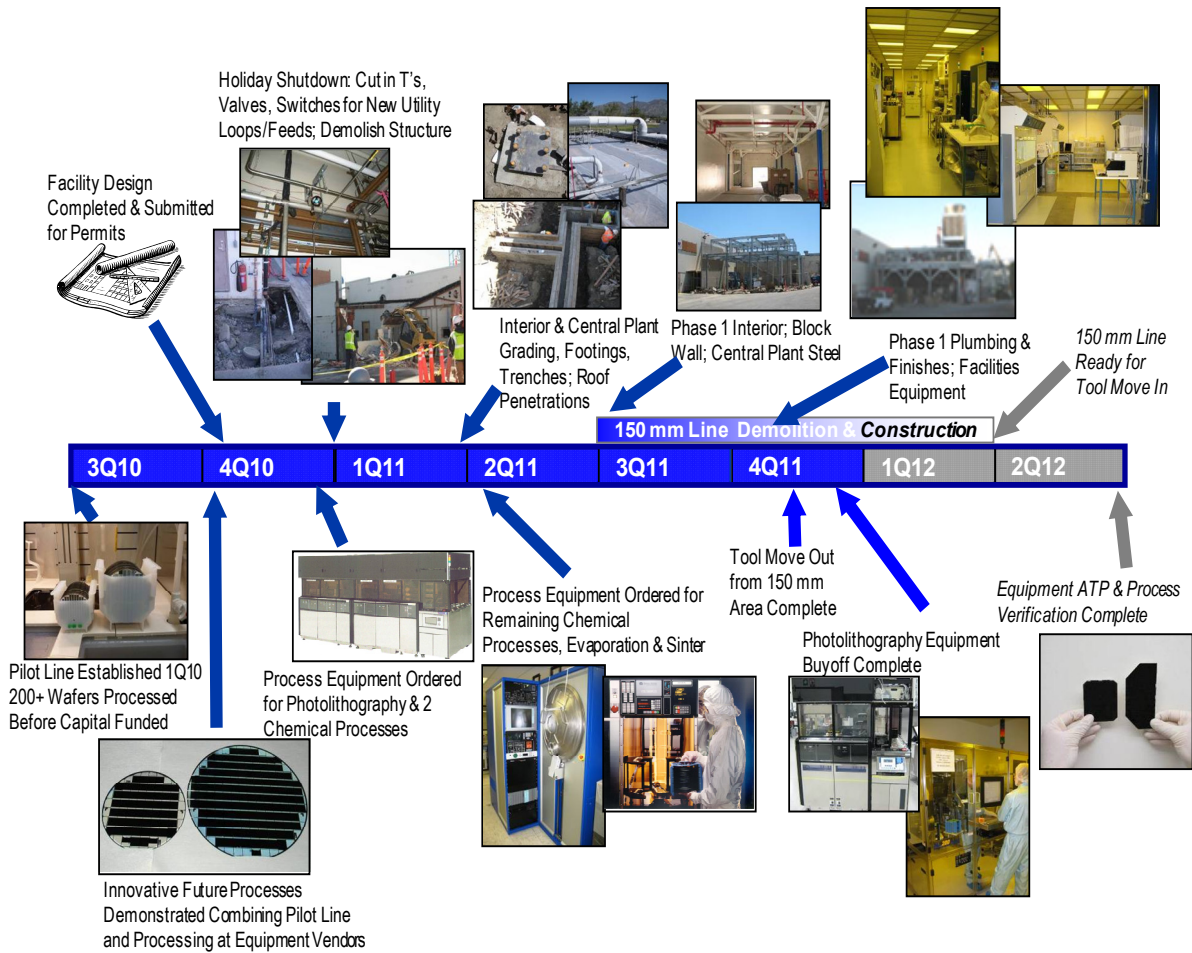 Holiday Shutdown: Cut in T's,
Valves, Switches for New Utility
Loops/Feeds; Demolish Structure
Facility Design
Completed & Submitted
for Permits
Interior & Central Plant
Grading, Footings,
Trenches; Roof
Penetrations
Phase 1 Interior; Block
Wall; Central Plant Steel
Phase 1 Plumbing &
Finishes; Facilities
Equipment
150 mm Line
Ready for
Tool Move In
150 mm Line Demolition & Construction
3Q10 4Q10 1Q11 2Q11 3Q11 4Q11 1Q12 2Q12
Pilot Line Established 1Q10
200+ Wafers Processed
Before Capital Funded
Innovative Future Processes
Demonstrated Combining Pilot Line
and Processing at Equipment Vendors
Process Equipment Ordered
for Photolithography & 2
Chemical Processes
Process Equipment Ordered for
Remaining Chemical
Processes, Evaporation & Sinter
Tool Move Out
from 150 mm
Area Complete
Photolithography Equipment
Buyoff Complete
Equipment ATP & Process
Verification Complete